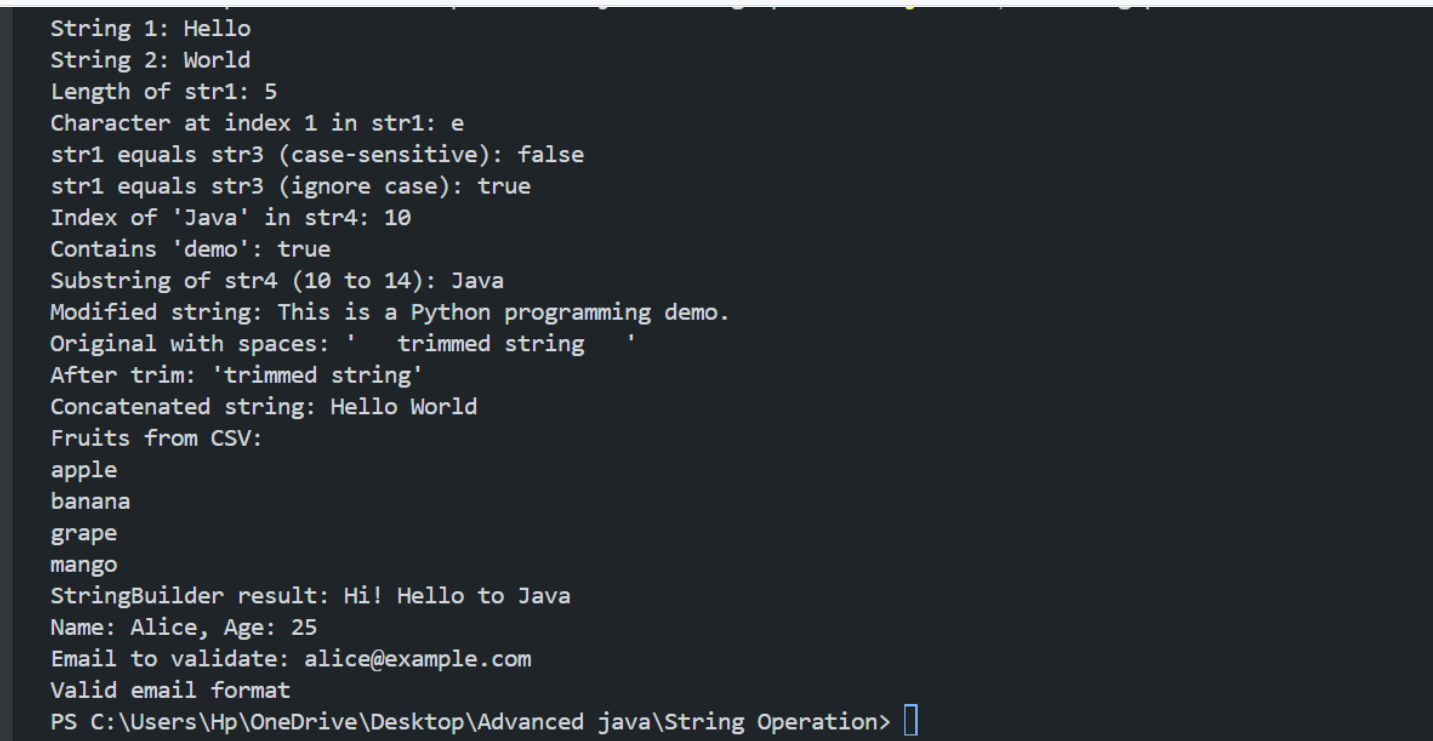 String 1: Hello
String 2: World
Length of str1: 5
Character at index 1 in str1: e
str1 equals str3 (case-sensitive): false
str1 equals str3 (ignore case): true
Index of 'Java' in str4: 10
Contains 'demo': true
Substring of str4 (10 to 14): Java
Modified string: This is a Python programming demo.
Original with spaces: '   trimmed string   '
After trim: 'trimmed string'
Concatenated string: Hello World
Fruits from CSV:
apple
banana
grape
mango
StringBuilder result: Hi! Hello to Java
Name: Alice, Age: 25
Email to validate: alice@example.com
Valid email format
PS C:\Users\Hp\OneDrive\Desktop\Advanced java\String Operation>